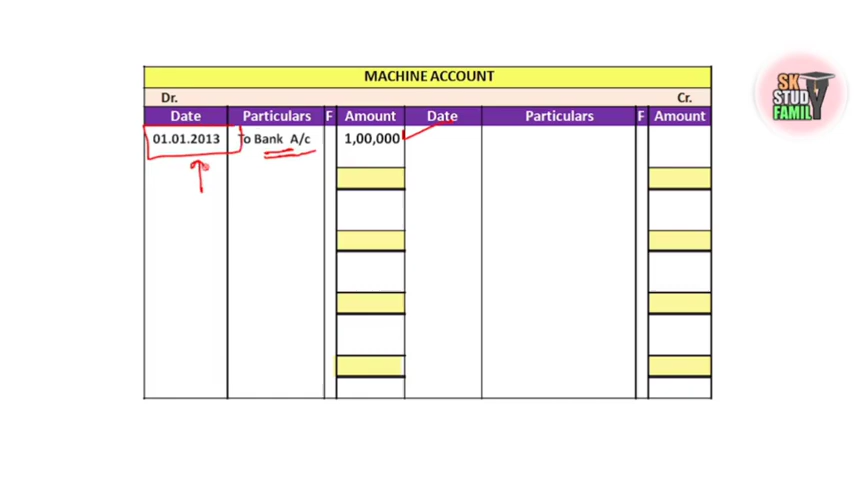 MACHINE ACCOUNT
Dr. Cr.
Date Particulars F Amount Date Particulars F Amount
01.01.2013 To Bank A/c 1,00,000
SK
STUDY
FAMILY